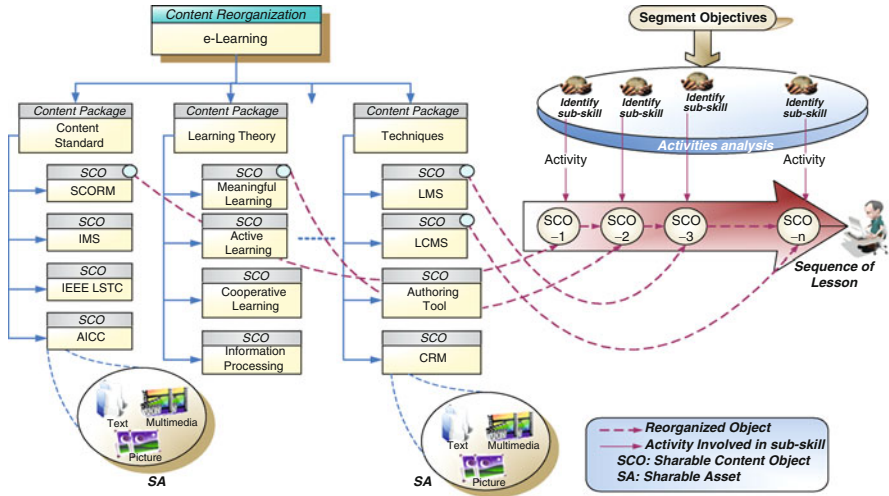 Content Reorganization
e-Learning
Content Package
Content
Standard
SCO
SCORM
SCO
IMS
SCO
IEEE LSTC
SCO
AICC
Text
Multimedia
Picture
SA
Content Package
Learning Theory
SCO
Meaningful
Learning
SCO
Active
Learning
SCO
Cooperative
Learning
SCO
Information
Processing
Content Package
Techniques
SCO
LMS
SCO
LCMS
SCO
Authoring
Tool
SCO
CRM
Text
Multimedia
Picture
SA
Segment Objectives
Identify
sub-skill
Identify
sub-skill
Identify
sub-skill
Identify
sub-skill
Activities analysis
Activity
Activity
SCO
–1
SCO
–2
SCO
–3
SCO
–n
Sequence of
Lesson
Reorganized Object
Activity Involved in sub-skill
SCO: Sharable Content Object
SA: Sharable Asset